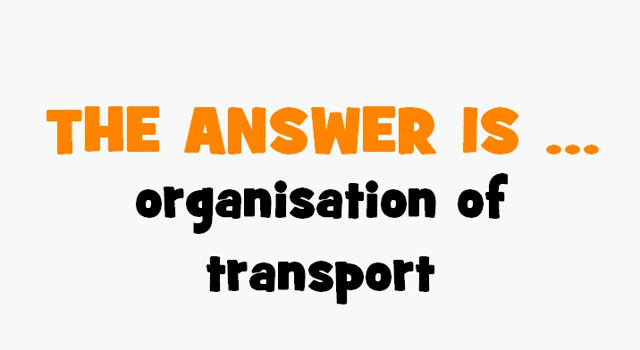 THE ANSWER IS ...
organisation of
transport